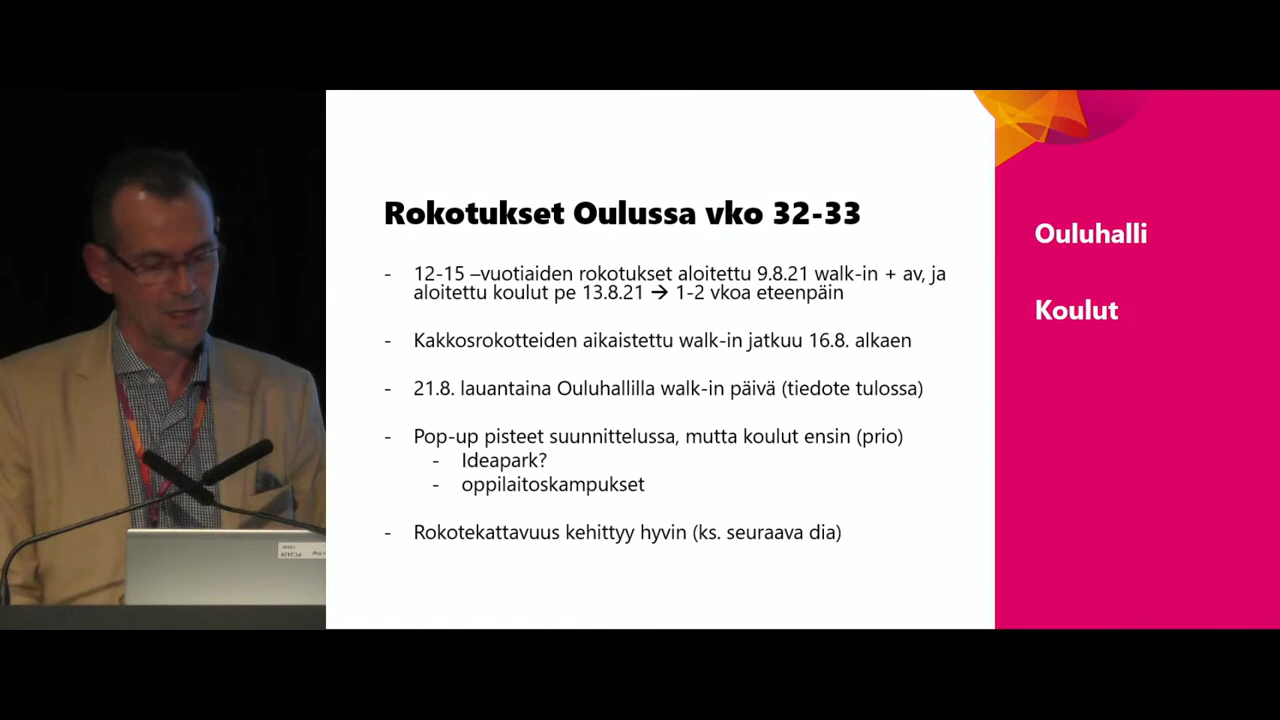 Rokotukset Oulussa vko 32-33
- 12-15 –vuotiaiden rokotukset aloitettu 9.8.21 walk-in + av, ja
aloitettu koulut pe 13.8.21 → 1-2 vkoa eteenpäin
- Kakkosrokotteiden aikaistettu walk-in jatkuu 16.8. alkaen
- 21.8. lauantaina Ouluhallilla walk-in päivä (tiedote tulossa)
- Pop-up pisteet suunnittelussa, mutta koulut ensin (prio)
- Ideapark?
- oppilaitoskampukset
- Rokotekattavuus kehittyy hyvin (ks. seuraava dia)
Ouluhalli
Koulut